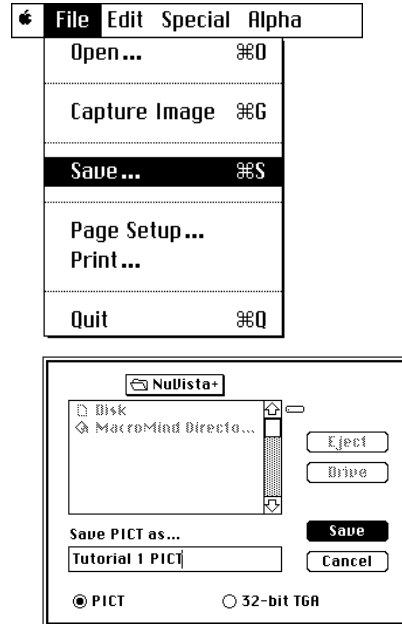 File Edit Special Alpha
Open... ⌘O
Capture Image ⌘G
Save... ⌘S
Page Setup...
Print...
Quit ⌘Q
NuVista+
Disk
MacroMind Directo...
Eject
Drive
Save PICT as...
Save
Tutorial 1 PICT
Cancel
PICT 32-bit TGA